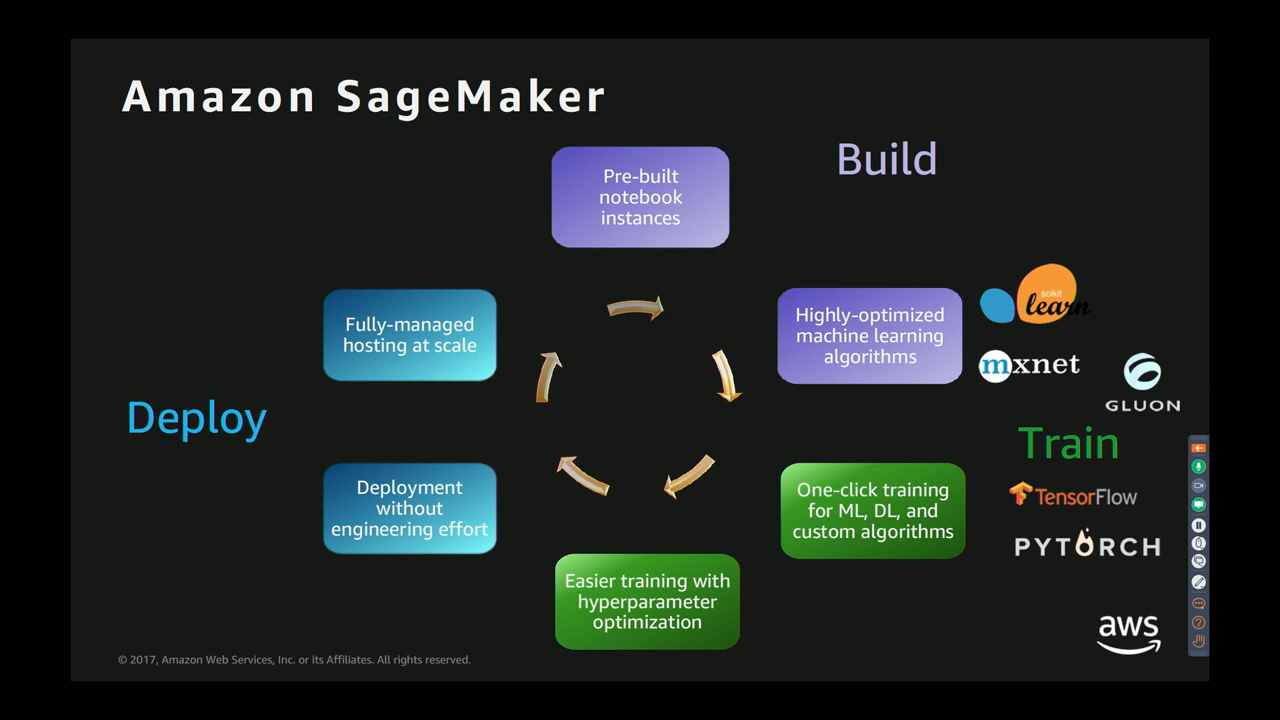 Amazon SageMaker
Build
Pre-built
notebook
instances
Fully-managed
hosting at scale
Highly-optimized
machine learning
algorithms
scikit
learn
mxnet
GLUON
Deploy
Train
Deployment
without
engineering effort
One-click training
for ML, DL, and
custom algorithms
TensorFlow
PYTORCH
Easier training with
hyperparameter
optimization
aws
© 2017, Amazon Web Services, Inc. or its Affiliates. All rights reserved.